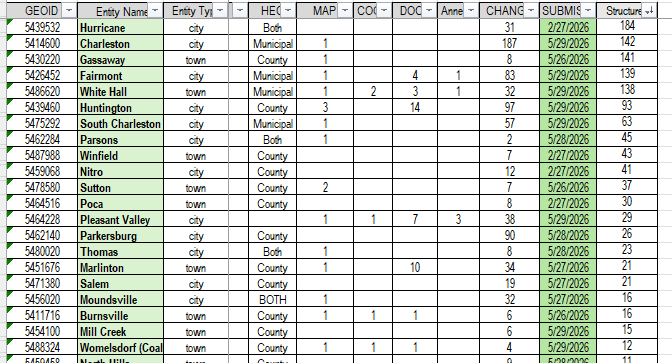 GEOID Entity Name Entity Ty HEC MAP COC DOC Anne CHANG SUBMIS Structure
5439532 Hurricane city Both 31 2/27/2026 184
5414600 Charleston city Municipal 1 187 5/29/2026 142
5430220 Gassaway town County 1 8 5/26/2026 141
5426452 Fairmont city Municipal 1 4 1 83 5/29/2026 139
5486620 White Hall town Municipal 1 2 3 1 32 5/29/2026 138
5439460 Huntington city County 3 14 97 5/29/2026 93
5475292 South Charleston city Municipal 1 57 5/29/2026 63
5462284 Parsons city Both 1 2 5/28/2026 45
5487988 Winfield town County 7 2/27/2026 43
5459068 Nitro city County 12 2/27/2026 41
5478580 Sutton town County 2 7 5/26/2026 37
5464516 Poca town County 8 2/27/2026 30
5464228 Pleasant Valley city 1 1 7 3 38 5/29/2026 29
5462140 Parkersburg city County 90 5/28/2026 26
5480020 Thomas city Both 1 8 5/28/2026 23
5451676 Marlinton town County 1 10 34 5/27/2026 21
5471380 Salem city County 19 5/27/2026 21
5456020 Moundsville city BOTH 1 32 5/27/2026 16
5411716 Burnsville town County 1 1 1 6 5/26/2026 16
5454100 Mill Creek town County 6 5/29/2026 15
5488324 Womelsdorf (Coal town County 1 1 1 4 5/29/2026 12